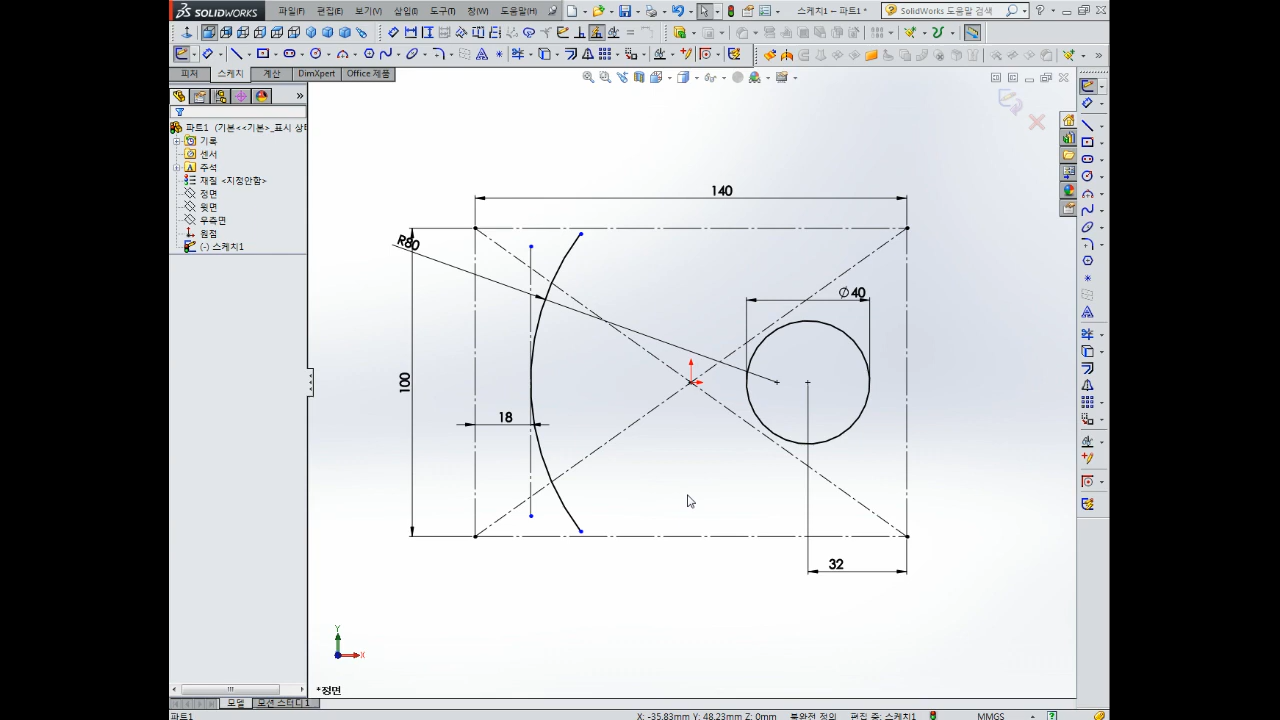 SOLIDWORKS 파일(F) 편집(E) 보기(V) 삽입(I) 도구(T) 창(W) 도움말(H) 스케치1 - 파트1 * SolidWorks 도움말 검색
피처 스케치 계산 DimXpert Office 제품
파트1 (기본<<기본>_표시 상태
기록
센서
주석
재질 <지정안함>
정면
윗면
우측면
원점
(-) 스케치1
140
R80
Ø40
100
18
32
Y
X
*정면
모델 모션 스터디 1
파트1 X: -35.83mm Y: 48.23mm Z: 0mm 불완전 정의 편집 중: 스케치1 MMGS